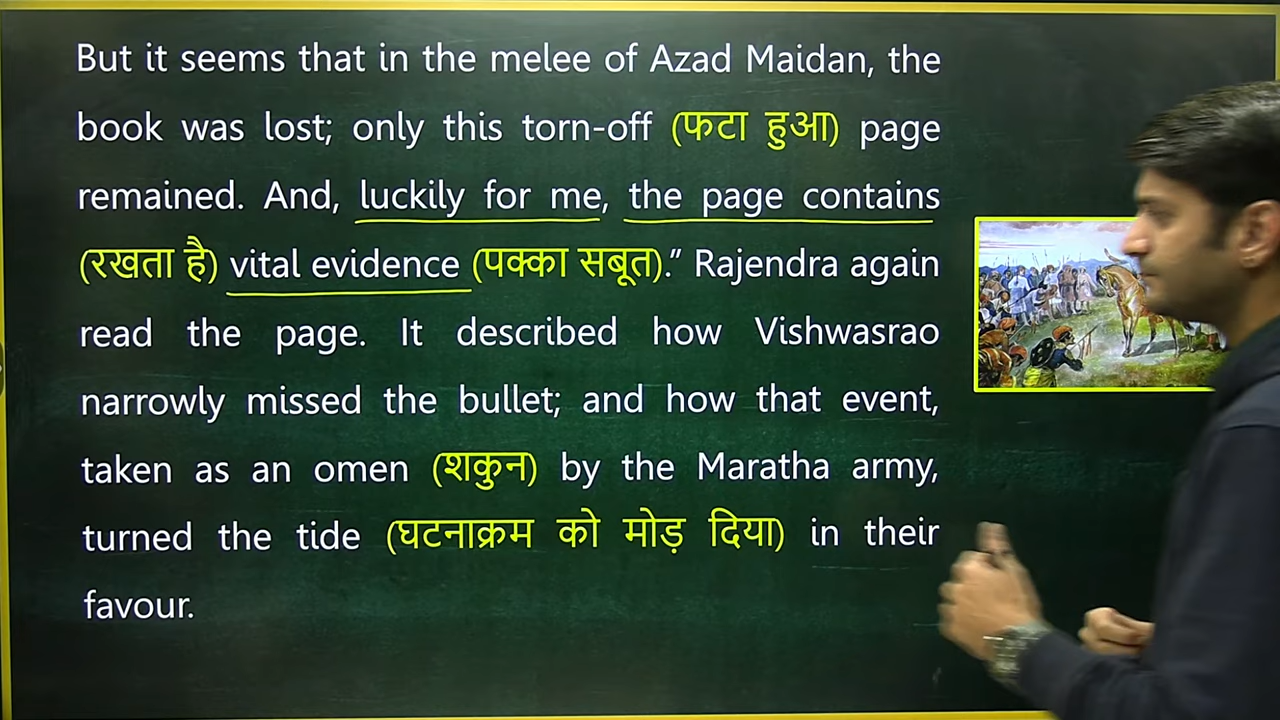 But it seems that in the melee of Azad Maidan, the
book was lost; only this torn-off (फटा हुआ) page
remained. And, luckily for me, the page contains
(रखता है) vital evidence (पक्का सबूत).” Rajendra again
read the page. It described how Vishwasrao
narrowly missed the bullet; and how that event,
taken as an omen (शकुन) by the Maratha army,
turned the tide (घटनाक्रम को मोड़ दिया) in their
favour.